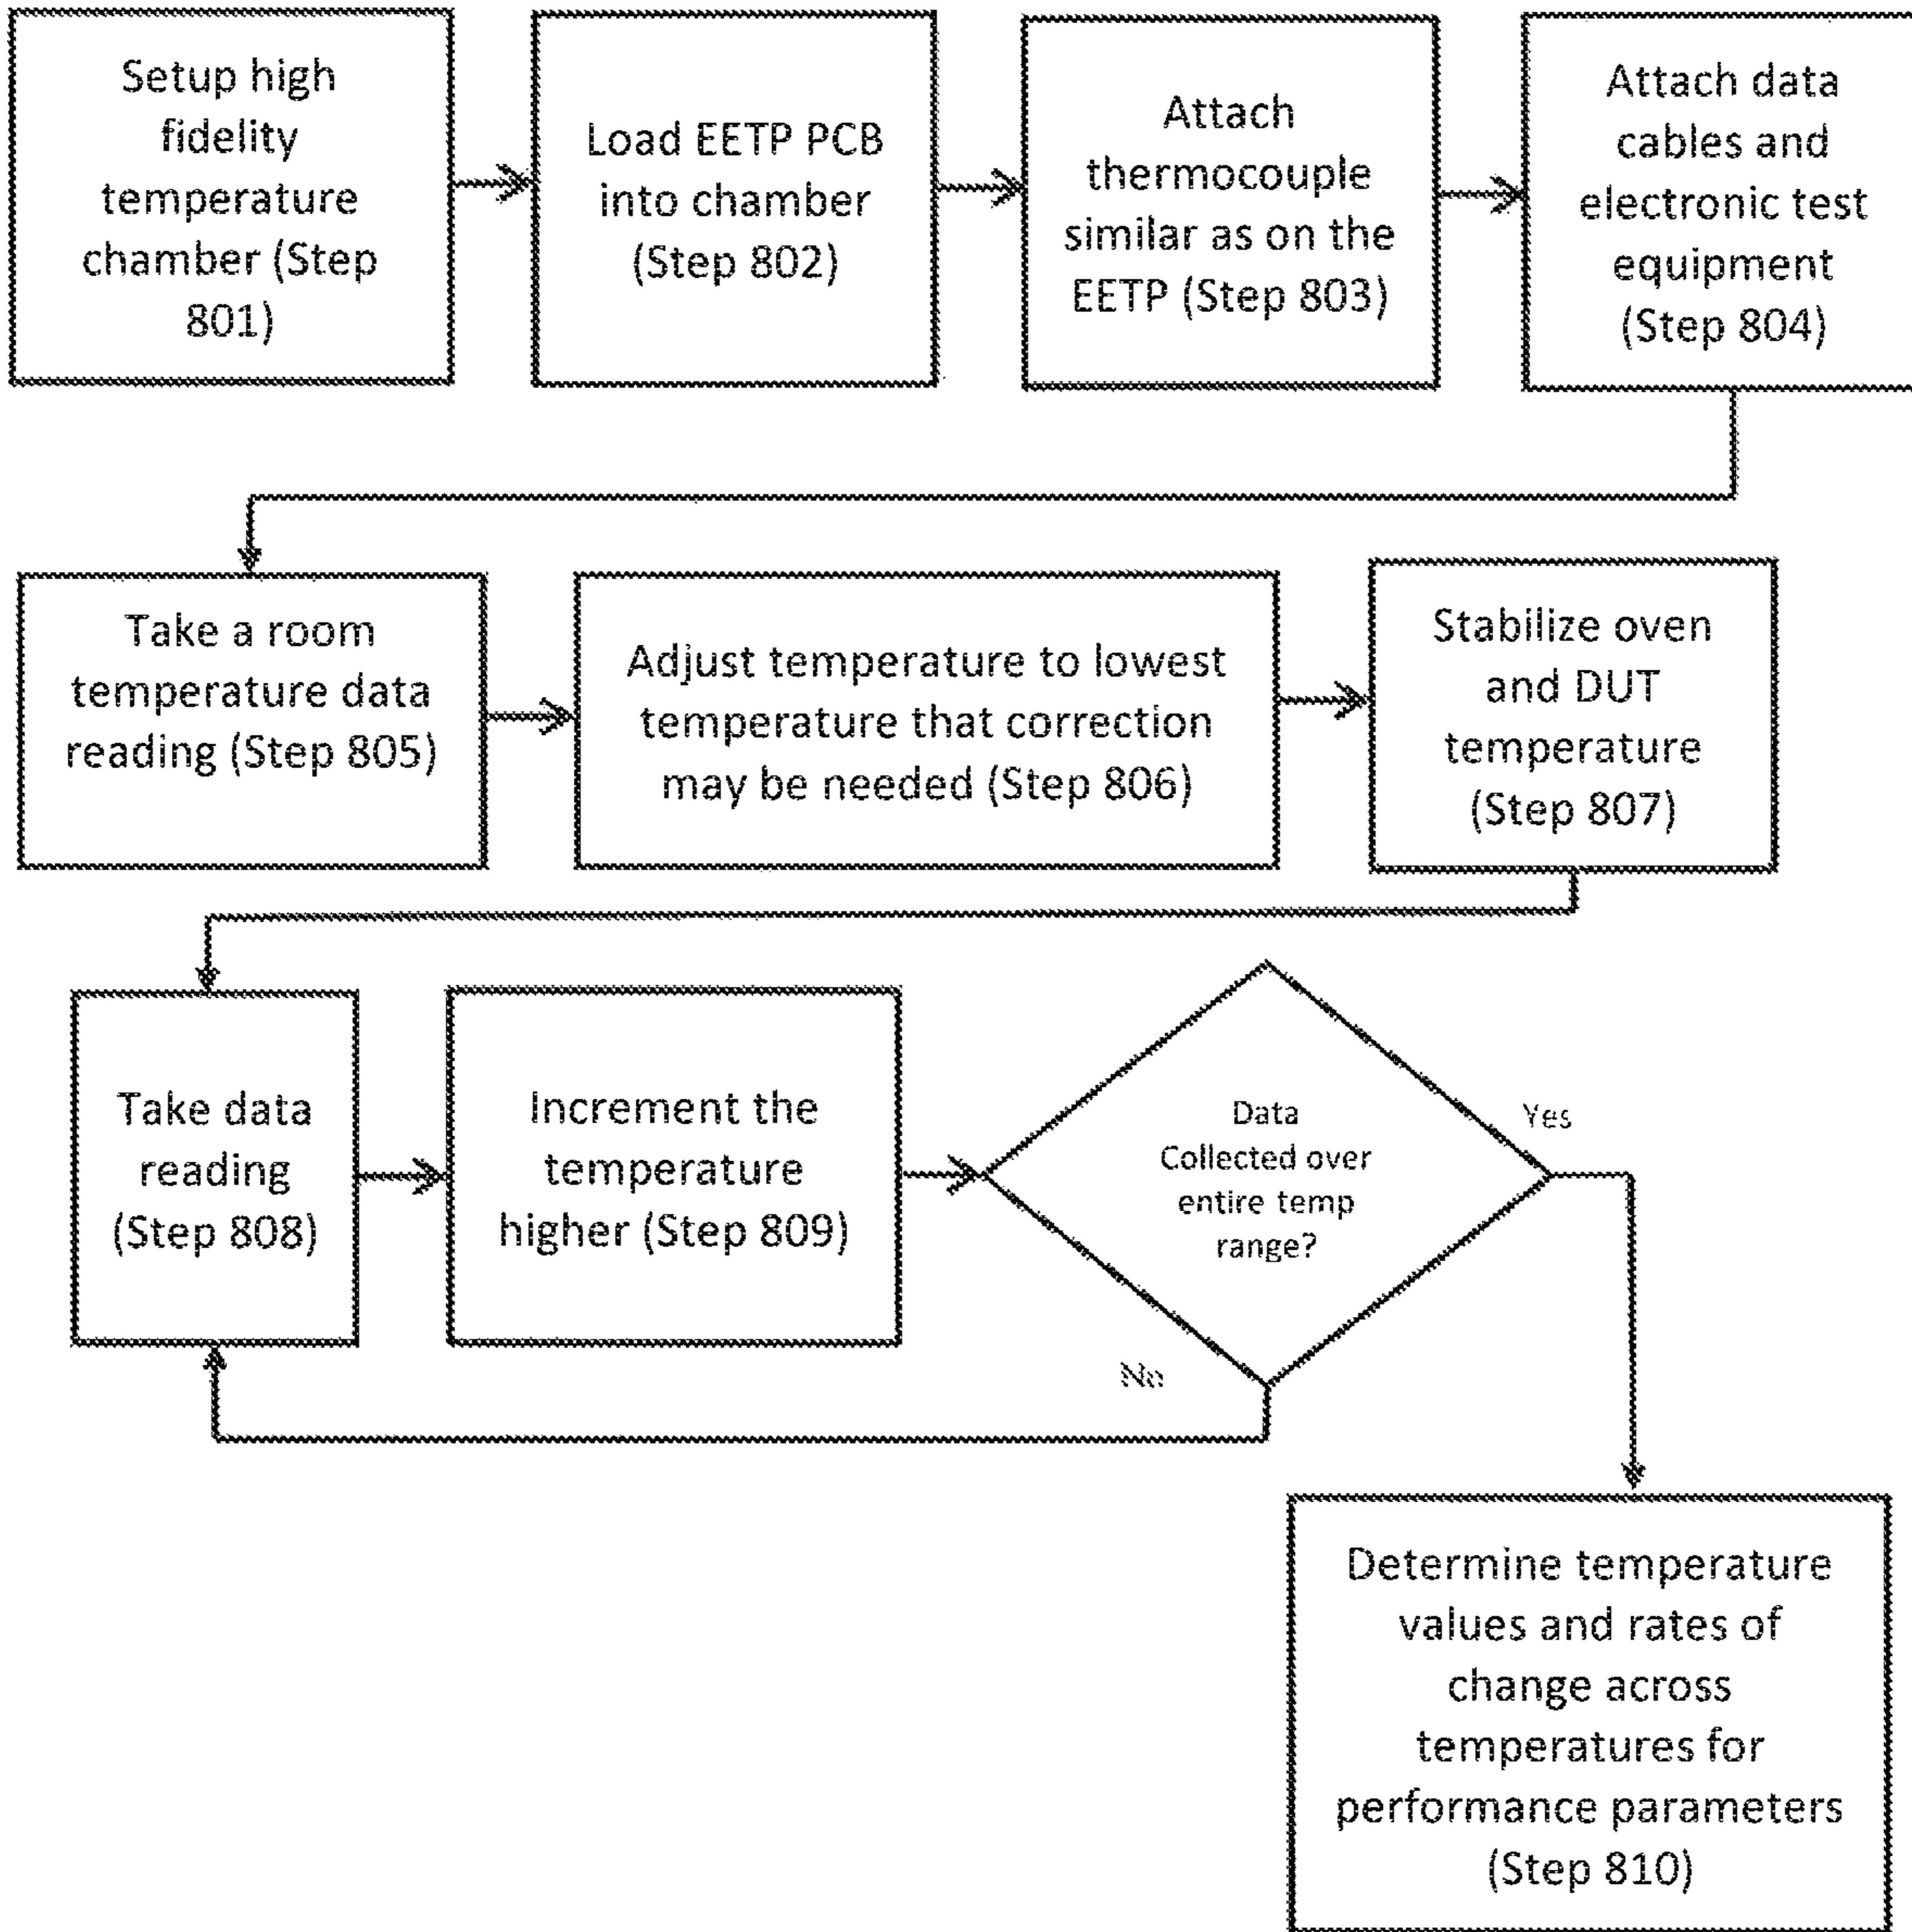 Setup high
fidelity
temperature
chamber (Step
801)
Load EETP PCB
into chamber
(Step 802)
Attach
thermocouple
similar as on the
EETP (Step 803)
Attach data
cables and
electronic test
equipment
(Step 804)
Take a room
temperature data
reading (Step 805)
Adjust temperature to lowest
temperature that correction
may be needed (Step 806)
Stabilize oven
and DUT
temperature
(Step 807)
Take data
reading
(Step 808)
Increment the
temperature
higher (Step 809)
Data
Collected over
entire temp
range?
Yes
No
Determine temperature
values and rates of
change across
temperatures for
performance parameters
(Step 810)